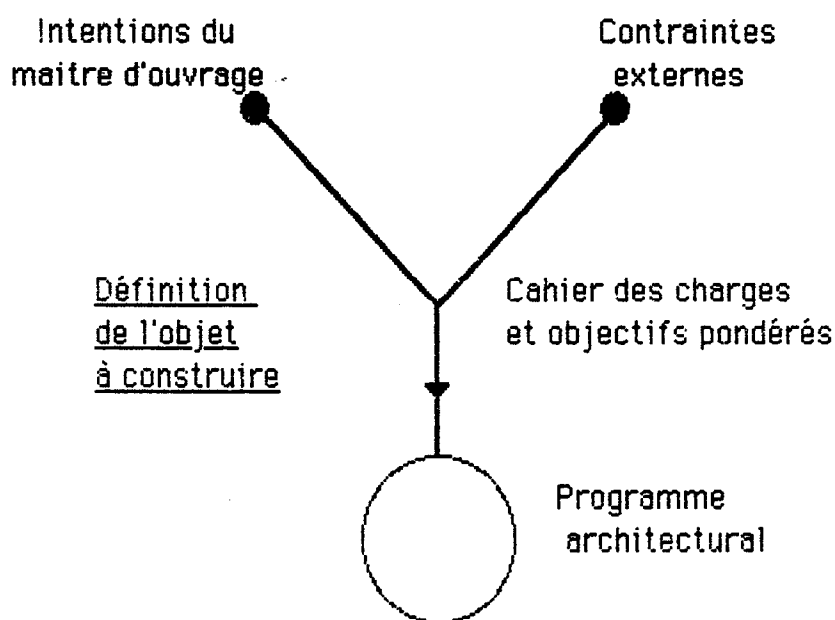 Intentions du
maitre d'ouvrage
Contraintes
externes
Définition
de l'objet
à construire
Cahier des charges
et objectifs pondérés
Programme
architectural